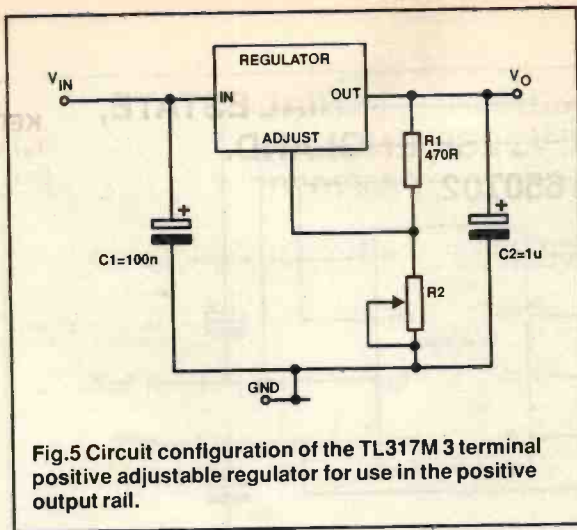 REGULATOR
V_IN
IN
OUT
V_O
ADJUST
R1
470R
+
+
C1=100n
C2=1u
R2
GND
Fig.5 Circuit configuration of the TL317M 3 terminal
positive adjustable regulator for use in the positive
output rail.